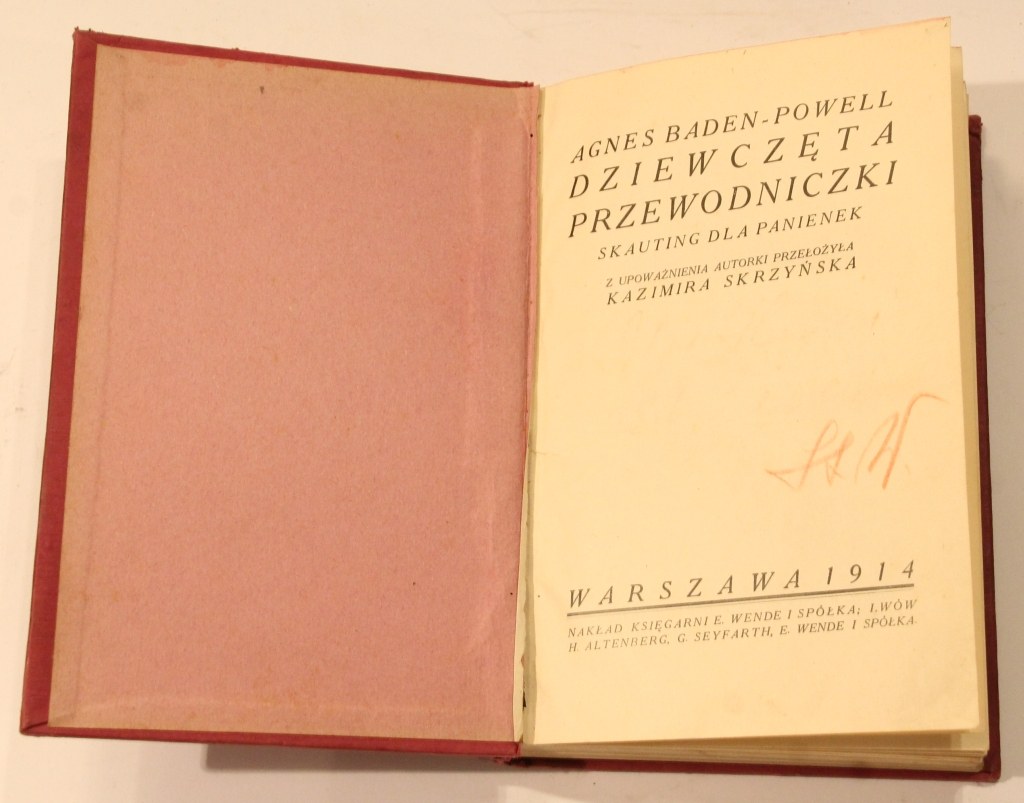 AGNES BADEN-POWELL
DZIEWCZĘTA
PRZEWODNICZKI
SKAUTING DLA PANIENEK
Z UPOWAŻNIENIA AUTORKI PRZEŁOŻYŁA
KAZIMIRA SKRZYŃSKA
WARSZAWA 1914
NAKŁAD KSIĘGARNI E. WENDE I SPÓŁKA; LWÓW
H. ALTENBERG, G. SEYFARTH, E. WENDE I SPÓŁKA.